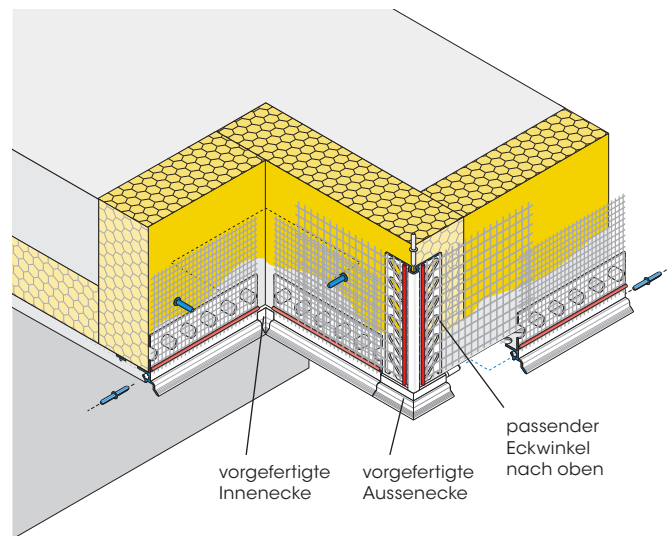 vorgefertigte
Innenecke
vorgefertigte
Aussenecke
passender
Eckwinkel
nach oben